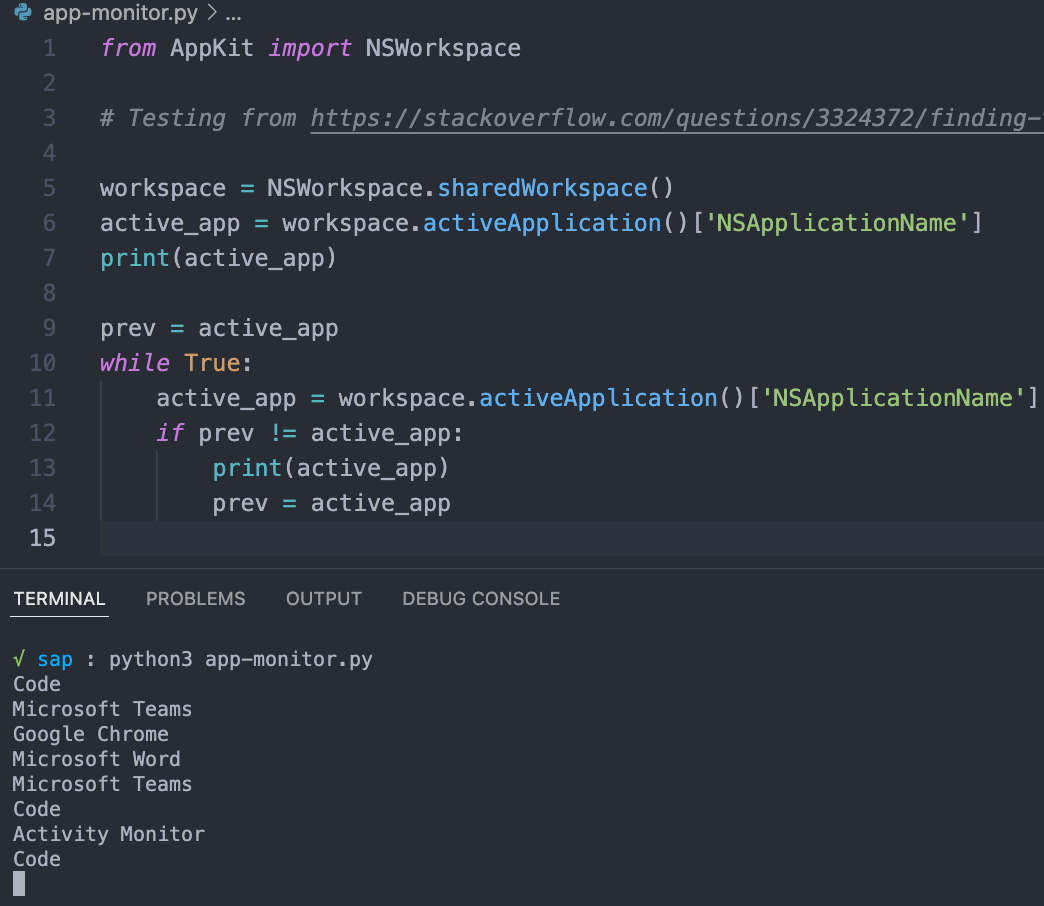 app-monitor.py > ...
1 from AppKit import NSWorkspace
2
3 # Testing from https://stackoverflow.com/questions/3324372/finding-
4
5 workspace = NSWorkspace.sharedWorkspace()
6 active_app = workspace.activeApplication()['NSApplicationName']
7 print(active_app)
8
9 prev = active_app
10 while True:
11     active_app = workspace.activeApplication()['NSApplicationName']
12     if prev != active_app:
13         print(active_app)
14         prev = active_app
15
TERMINAL PROBLEMS OUTPUT DEBUG CONSOLE
√ sap : python3 app-monitor.py
Code
Microsoft Teams
Google Chrome
Microsoft Word
Microsoft Teams
Code
Activity Monitor
Code